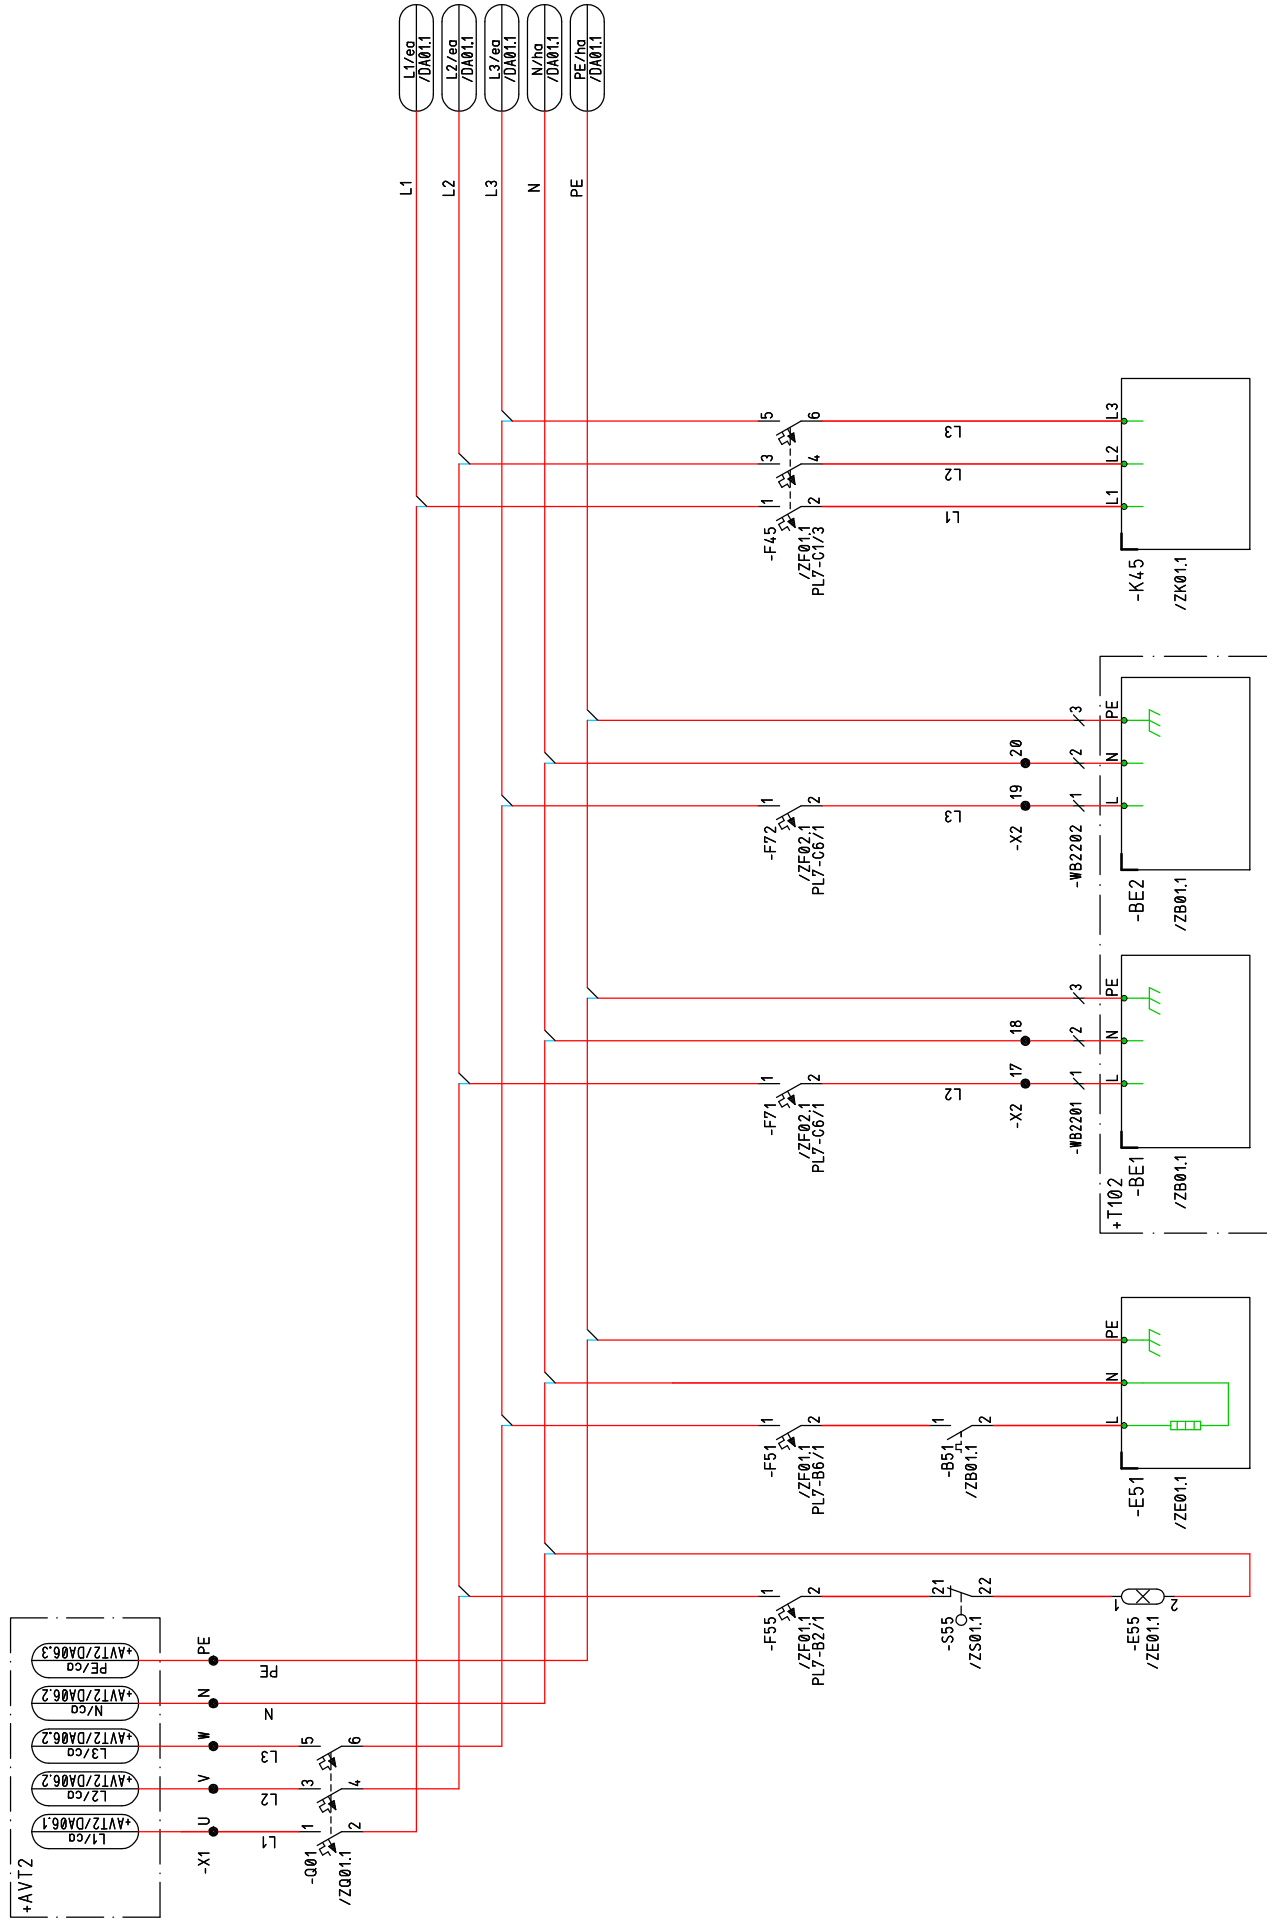 +AVT2
L1/ca
+AVT2/DA06.1
L2/ca
+AVT2/DA06.2
L3/ca
+AVT2/DA06.2
N/ca
+AVT2/DA06.2
PE/ca
+AVT2/DA06.3
-X1
U
V
W
N
PE
L1
L2
L3
N
PE
-Q01
/ZQ01.1
1
2
3
4
5
6
L1
L2
L3
N
PE
L1/ea
/DA01.1
L2/ea
/DA01.1
L3/ea
/DA01.1
N/ha
/DA01.1
PE/ha
/DA01.1
-F55
/ZF01.1
PL7-B2/1
1
2
-S55
/ZS01.1
21
22
-E55
/ZE01.1
1
2
-F51
/ZF01.1
PL7-B6/1
1
2
-B51
/ZB01.1
1
2
-E51
/ZE01.1
L
N
PE
-F71
/ZF02.1
PL7-C6/1
1
2
L2
-X2
17
18
-WB2201
1
2
3
+T102
-BE1
/ZB01.1
L
N
PE
-F72
/ZF02.1
PL7-C6/1
1
2
L3
-X2
19
20
-WB2202
1
2
3
-BE2
/ZB01.1
L
N
PE
-F45
/ZF01.1
PL7-C1/3
1
2
3
4
5
6
L1
L2
L3
-K45
/ZK01.1
L1
L2
L3